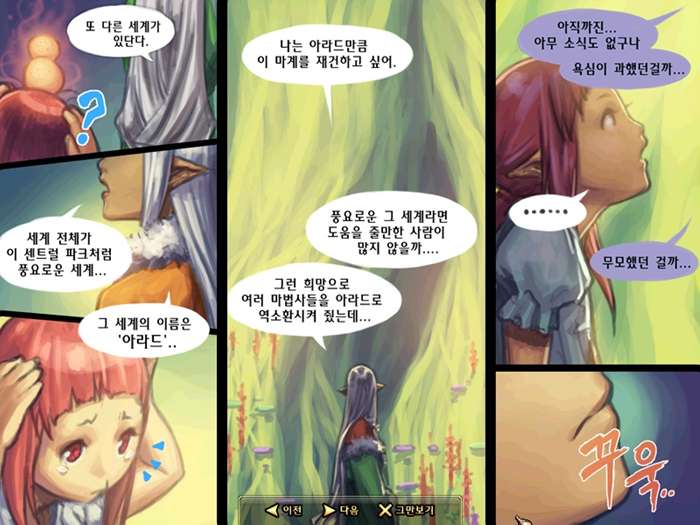 또 다른 세계가
있단다.
?
세계 전체가
이 센트럴 파크처럼
풍요로운 세계...
그 세계의 이름은
'아라드'..
나는 아라드만큼
이 마계를 재건하고 싶어.
풍요로운 그 세계라면
도움을 줄만한 사람이
많지 않을까....
그런 희망으로
여러 마법사들을 아라드로
역소환시켜 줬는데...
이전 다음 그만보기
아직까진...
아무 소식도 없구나
욕심이 과했던걸까...
••••••
무모했던 걸까...
꾸욱..